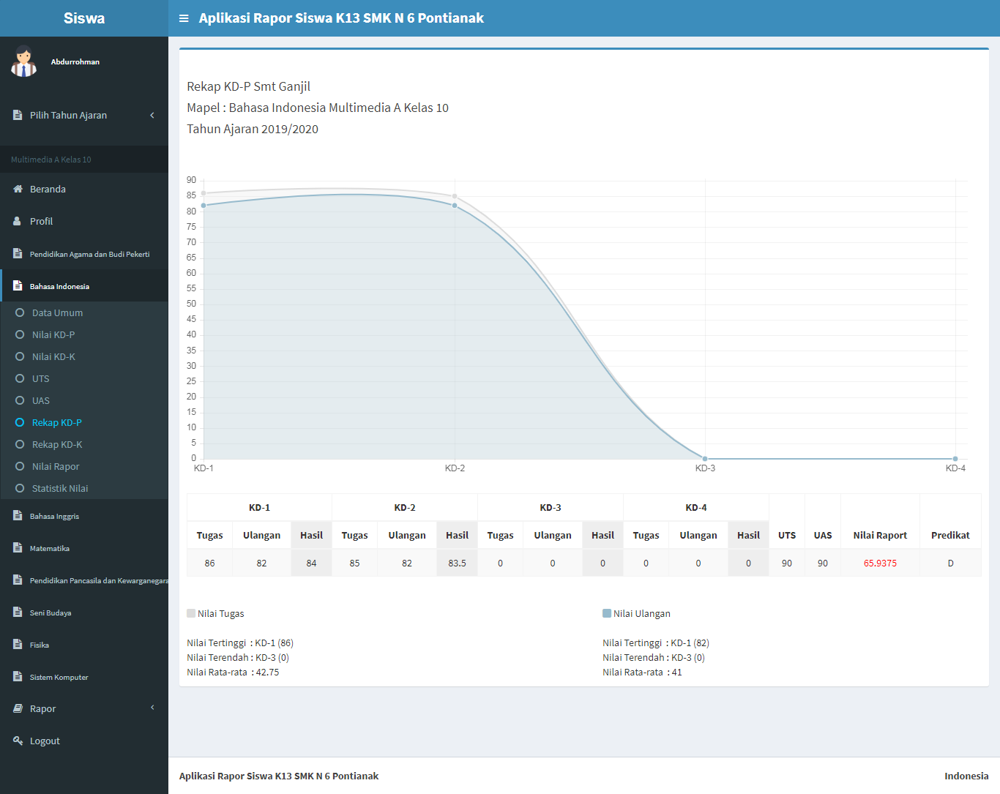 Siswa
Aplikasi Rapor Siswa K13 SMK N 6 Pontianak
Abdurrohman
Pilih Tahun Ajaran
Multimedia A Kelas 10
Beranda
Profil
Pendidikan Agama dan Budi Pekerti
Bahasa Indonesia
Data Umum
Nilai KD-P
Nilai KD-K
UTS
UAS
Rekap KD-P
Rekap KD-K
Nilai Rapor
Statistik Nilai
Bahasa Inggris
Matematika
Pendidikan Pancasila dan Kewarganegara
Seni Budaya
Fisika
Sistem Komputer
Rapor
Logout
Rekap KD-P Smt Ganjil
Mapel : Bahasa Indonesia Multimedia A Kelas 10
Tahun Ajaran 2019/2020
90
85
80
75
70
65
60
55
50
45
40
35
30
25
20
15
10
5
0
KD-1 KD-2 KD-3 KD-4
KD-1 KD-2 KD-3 KD-4
Tugas Ulangan Hasil Tugas Ulangan Hasil Tugas Ulangan Hasil Tugas Ulangan Hasil UTS UAS Nilai Raport Predikat
86 82 84 85 82 83.5 0 0 0 0 0 0 90 90 65.9375 D
Nilai Tugas
Nilai Tertinggi : KD-1 (86)
Nilai Terendah : KD-3 (0)
Nilai Rata-rata : 42.75
Nilai Ulangan
Nilai Tertinggi : KD-1 (82)
Nilai Terendah : KD-3 (0)
Nilai Rata-rata : 41
Aplikasi Rapor Siswa K13 SMK N 6 Pontianak
Indonesia